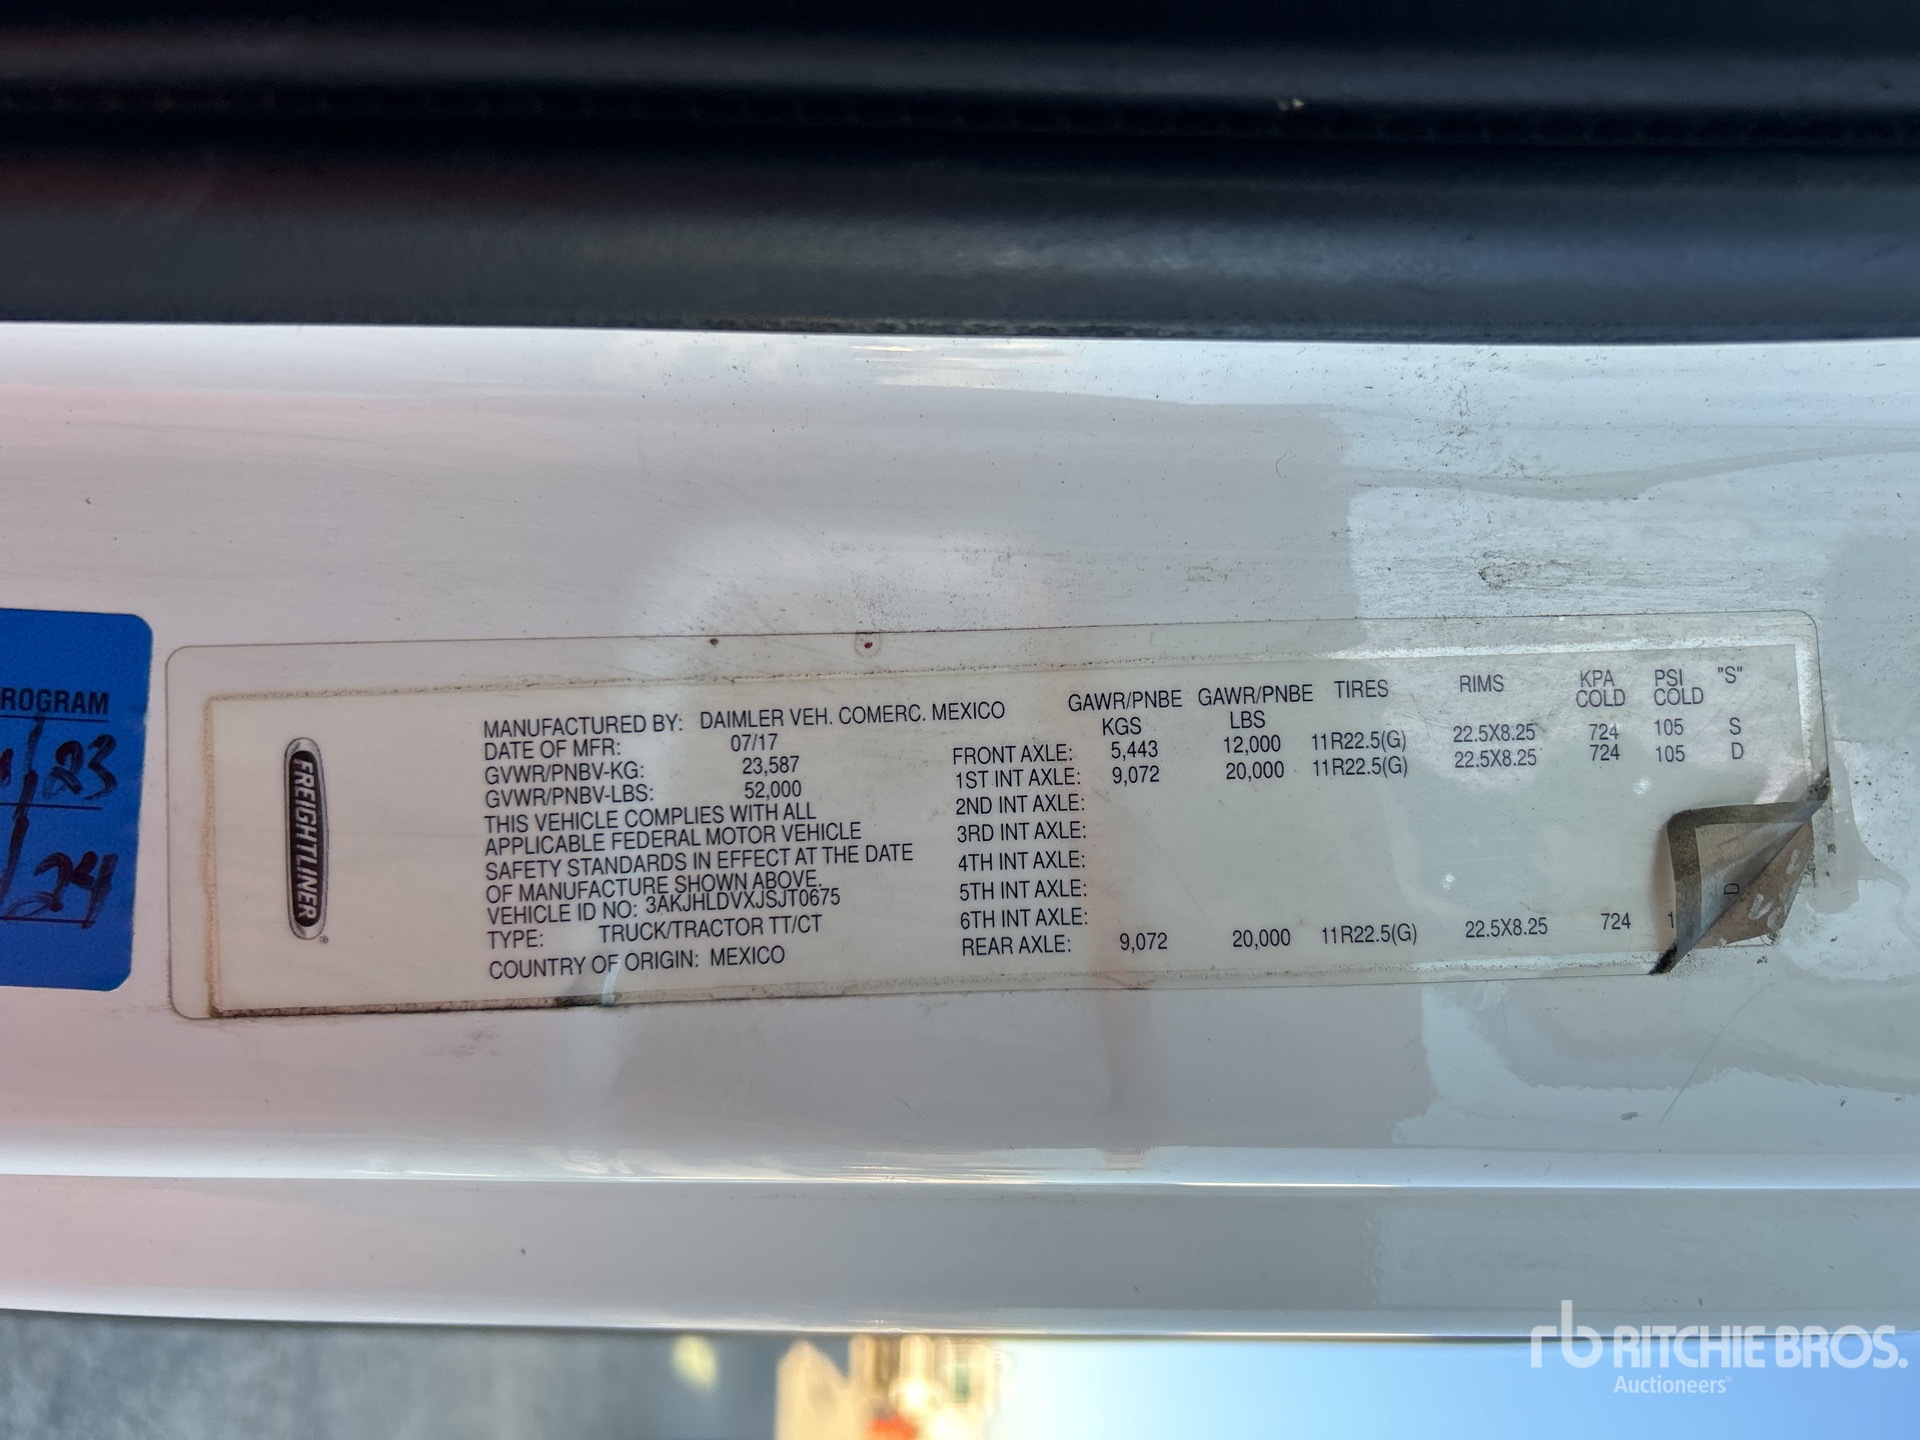 ROGRAM
/23
/24
FREIGHTLINER
MANUFACTURED BY: DAIMLER VEH. COMERC. MEXICO
DATE OF MFR: 07/17
GVWR/PNBV-KG: 23,587
GVWR/PNBV-LBS: 52,000
THIS VEHICLE COMPLIES WITH ALL
APPLICABLE FEDERAL MOTOR VEHICLE
SAFETY STANDARDS IN EFFECT AT THE DATE
OF MANUFACTURE SHOWN ABOVE.
VEHICLE ID NO: 3AKJHLDVXJSJT0675
TYPE: TRUCK/TRACTOR TT/CT
COUNTRY OF ORIGIN: MEXICO
GAWR/PNBE GAWR/PNBE TIRES RIMS KPA PSI "S"
KGS LBS COLD COLD
FRONT AXLE: 5,443 12,000 11R22.5(G) 22.5X8.25 724 105 S
1ST INT AXLE: 9,072 20,000 11R22.5(G) 22.5X8.25 724 105 D
2ND INT AXLE:
3RD INT AXLE:
4TH INT AXLE:
5TH INT AXLE:
6TH INT AXLE:
REAR AXLE: 9,072 20,000 11R22.5(G) 22.5X8.25 724 1 D
rb RITCHIE BROS.
Auctioneers